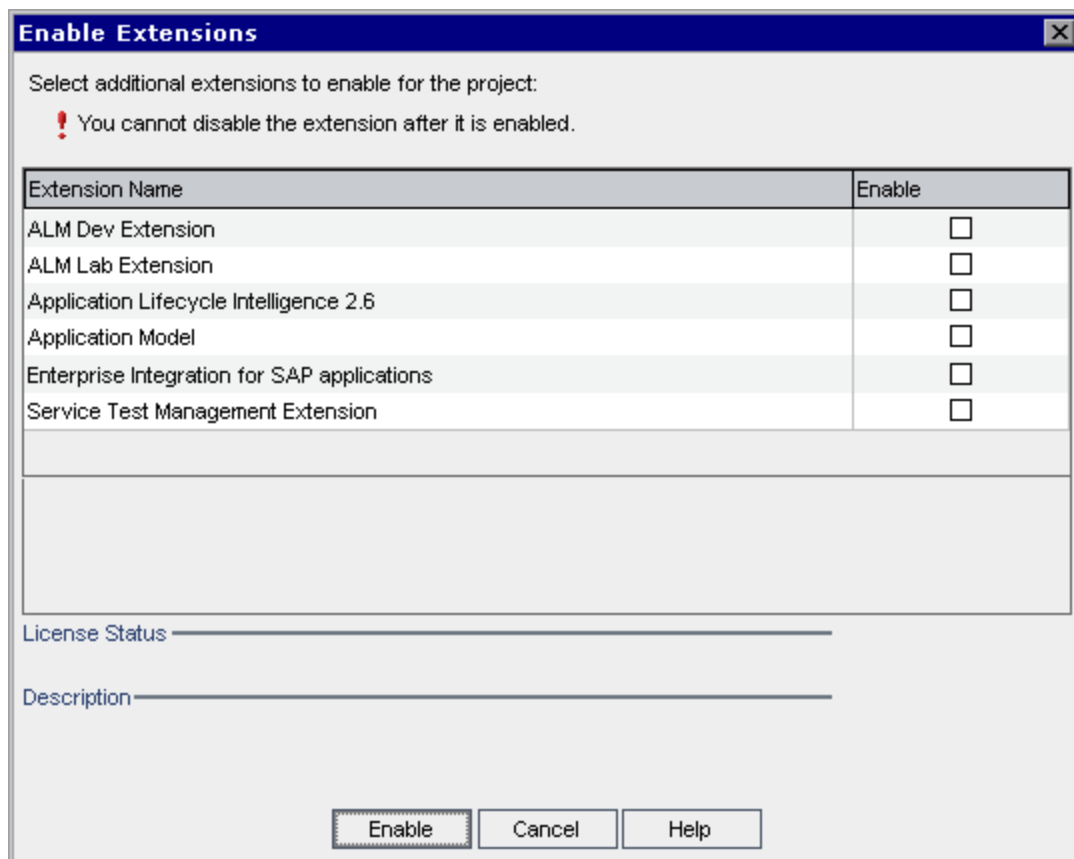 Enable Extensions
Select additional extensions to enable for the project:
You cannot disable the extension after it is enabled.
Extension Name Enable
ALM Dev Extension
ALM Lab Extension
Application Lifecycle Intelligence 2.6
Application Model
Enterprise Integration for SAP applications
Service Test Management Extension
License Status
Description
Enable Cancel Help